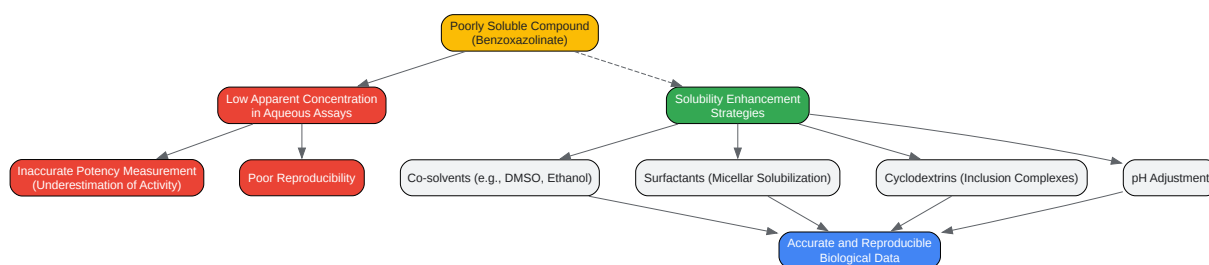 Poorly Soluble Compound
(Benzoxazolinate)
Low Apparent Concentration
in Aqueous Assays
Solubility Enhancement
Strategies
Inaccurate Potency Measurement
(Underestimation of Activity)
Poor Reproducibility
Co-solvents (e.g., DMSO, Ethanol)
Surfactants (Micellar Solubilization)
Cyclodextrins (Inclusion Complexes)
pH Adjustment
Accurate and Reproducible
Biological Data